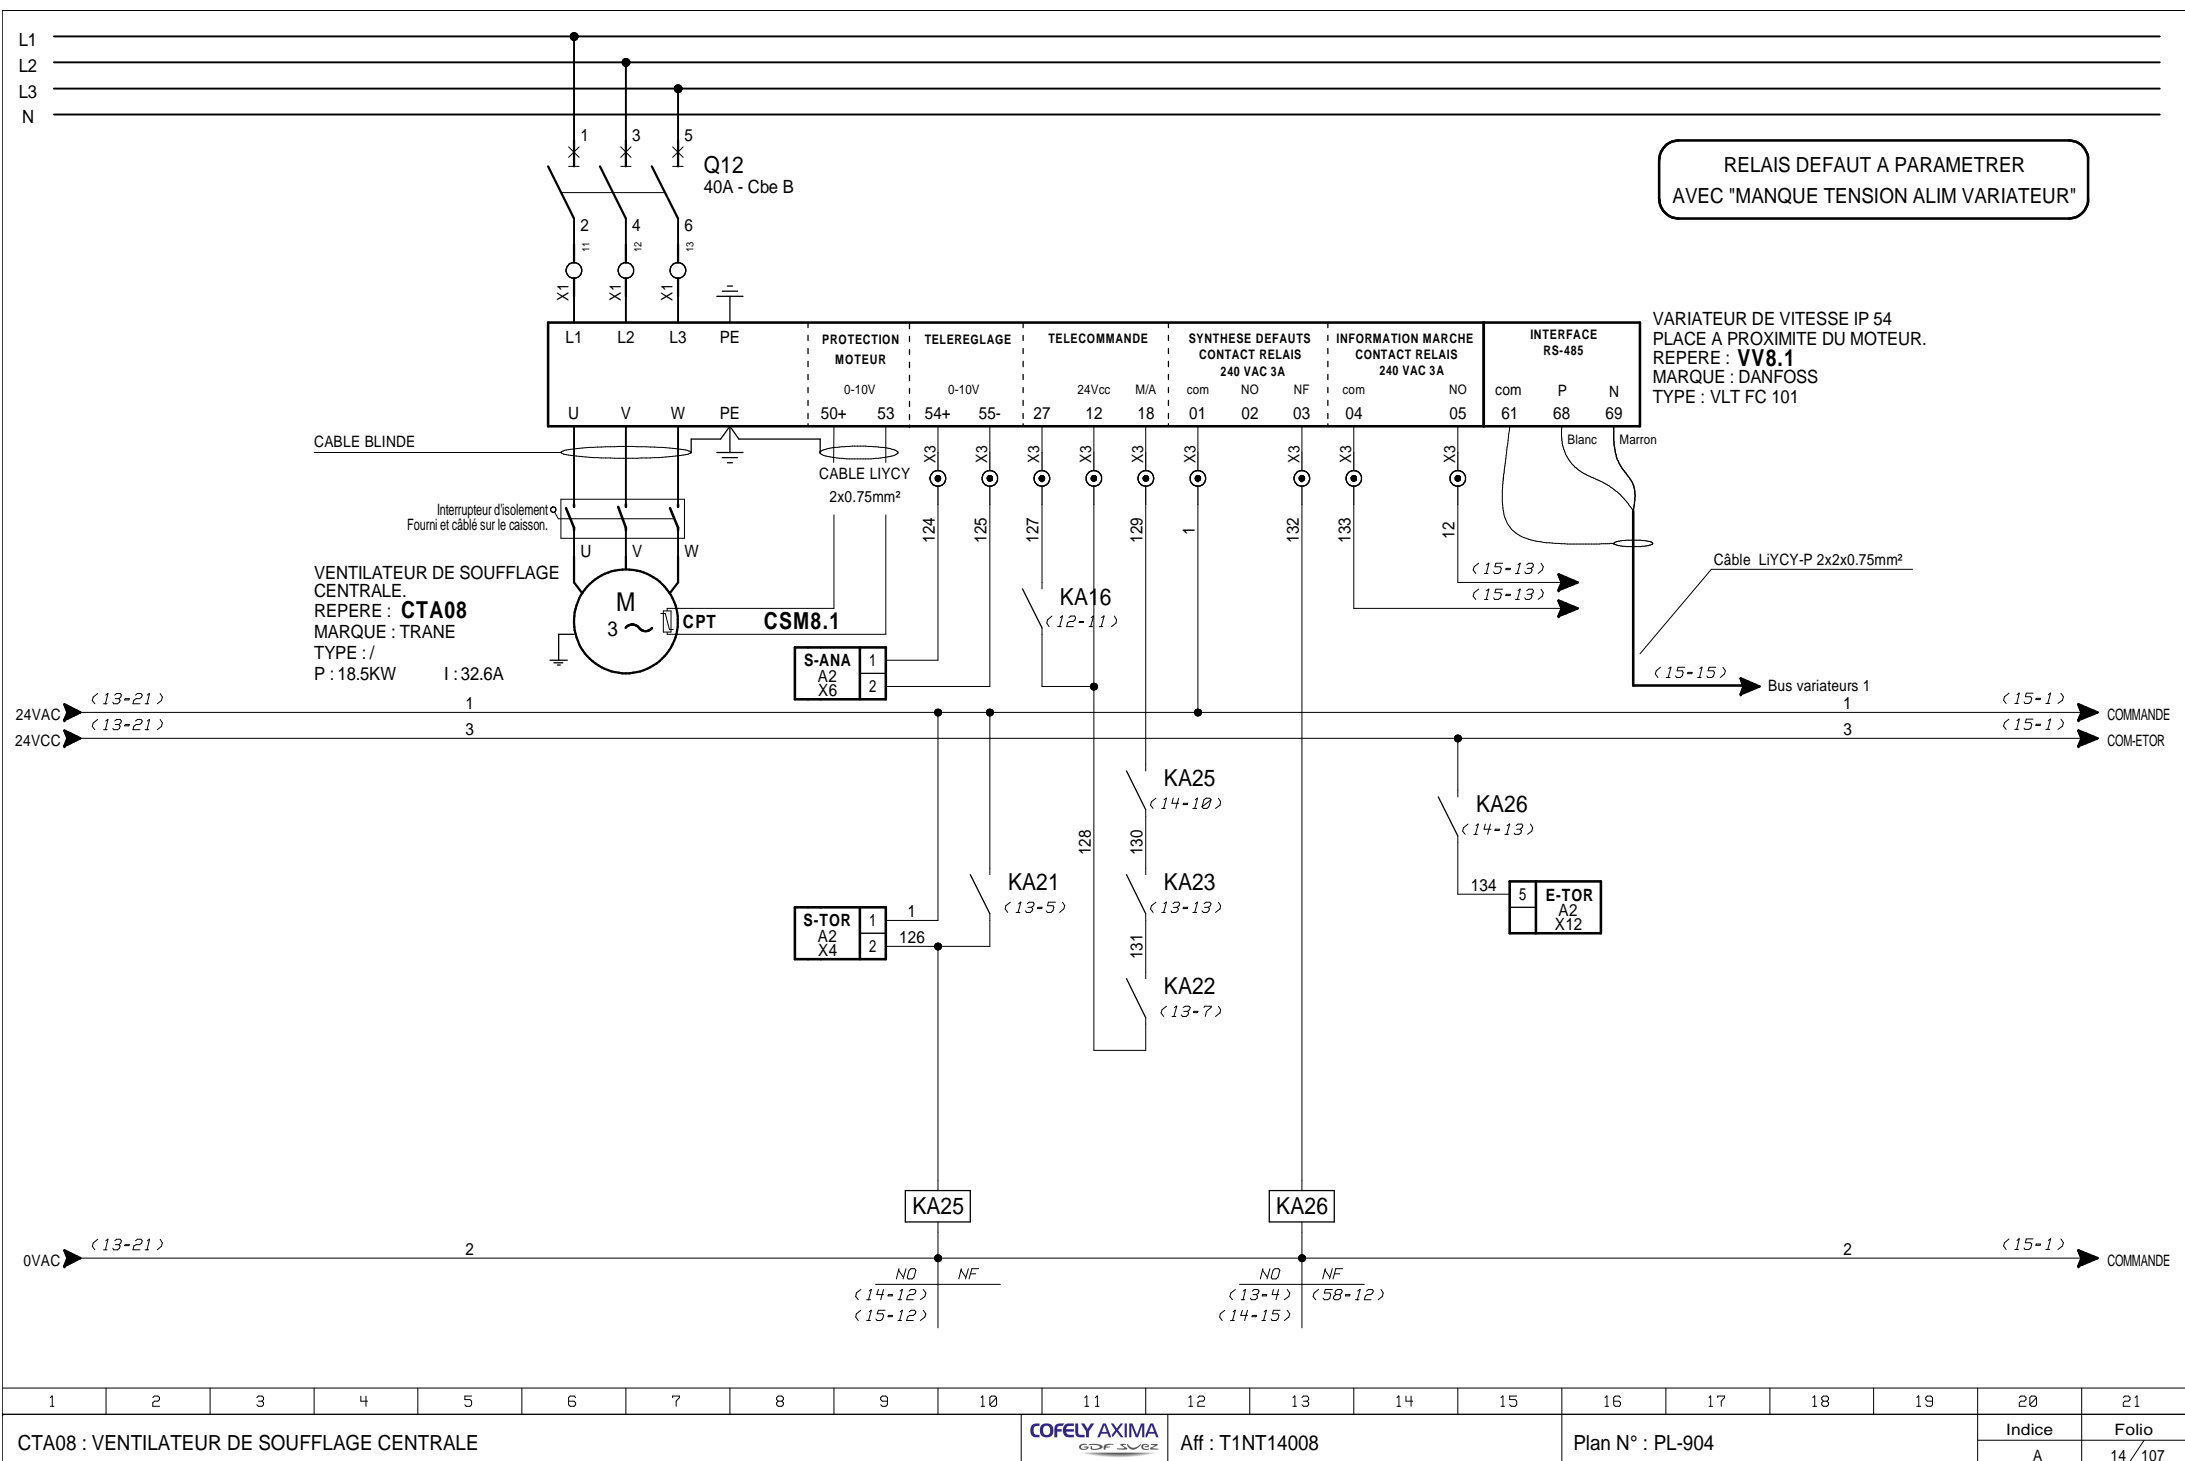 L1
L2
L3
N
1 3 5
Q12
40A - Cbe B
2 4 6
11 12 13
X1 X1 X1
RELAIS DEFAUT A PARAMETRER
AVEC "MANQUE TENSION ALIM VARIATEUR"
L1 L2 L3 PE
PROTECTION
MOTEUR
0-10V
TELEREGLAGE
0-10V
TELECOMMANDE
24Vcc M/A
SYNTHESE DEFAUTS
CONTACT RELAIS
240 VAC 3A
com NO NF
INFORMATION MARCHE
CONTACT RELAIS
240 VAC 3A
com NO
INTERFACE
RS-485
com P N
U V W PE 50+ 53 54+ 55- 27 12 18 01 02 03 04 05 61 68 69
VARIATEUR DE VITESSE IP 54
PLACE A PROXIMITE DU MOTEUR.
REPERE : VV8.1
MARQUE : DANFOSS
TYPE : VLT FC 101
CABLE BLINDE
Blanc Marron
CABLE LIYCY
2x0.75mm²
X3 X3 X3 X3 X3 X3 X3 X3 X3
Interrupteur d'isolement
Fourni et câblé sur le caisson.
124 125 127 129 1 132 133 12
U V W
Câble LiYCY-P 2x2x0.75mm²
(15-13)
(15-13)
VENTILATEUR DE SOUFFLAGE
CENTRALE.
REPERE : CTA08
MARQUE : TRANE
TYPE : /
P : 18.5KW I : 32.6A
M
3
CPT CSM8.1
KA16
(12-11)
S-ANA
A2
X6
1
2
(15-15)
Bus variateurs 1
24VAC (13-21) 1 1 (15-1) COMMANDE
24VCC (13-21) 3 3 (15-1) COM-ETOR
KA25
(14-10)
KA26
(14-13)
128 130
KA21
(13-5)
KA23
(13-13)
134
5
E-TOR
A2
X12
S-TOR
A2
X4
1
2
1
126
131
KA22
(13-7)
KA25 KA26
0VAC (13-21) 2 2 (15-1) COMMANDE
NO NF
(14-12)
(15-12)
NO NF
(13-4) (58-12)
(14-15)
1 2 3 4 5 6 7 8 9 10 11 12 13 14 15 16 17 18 19 20 21
CTA08 : VENTILATEUR DE SOUFFLAGE CENTRALE
COFELY AXIMA
GDF SUEZ
Aff : T1NT14008
Plan N° : PL-904
Indice
A
Folio
14/107